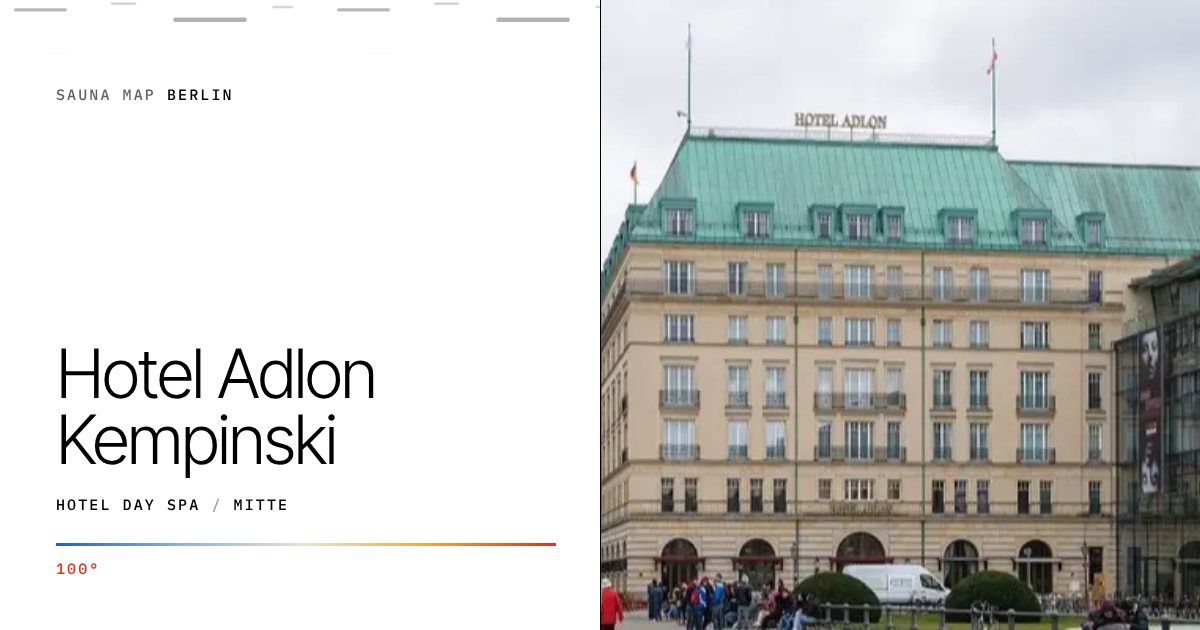 SAUNA MAP BERLIN
Hotel Adlon
Kempinski
HOTEL DAY SPA / MITTE
100°
HOTEL ADLON